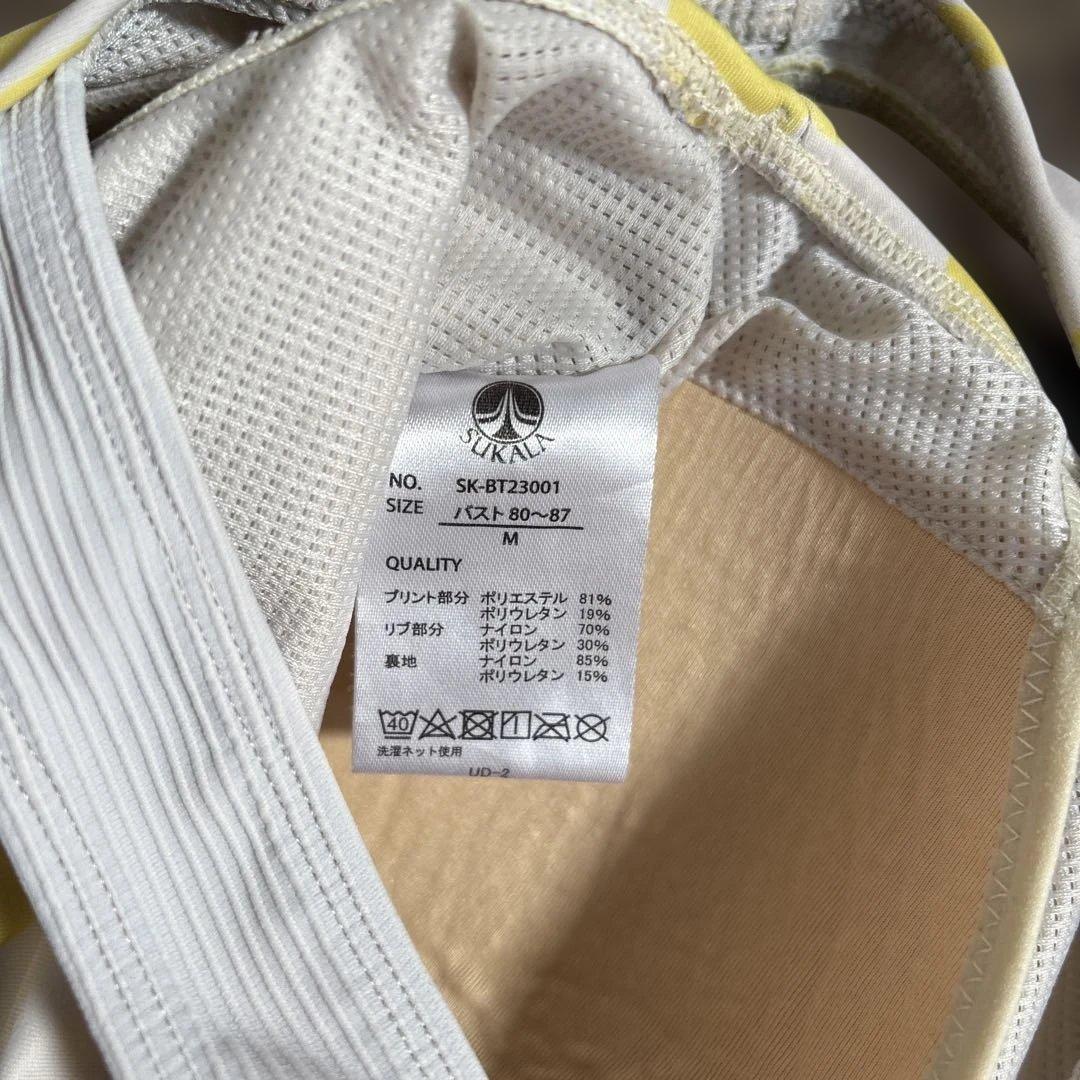 SUKALA
NO. SK-BT23001
SiZE バスト 80〜87
M
QUALITY
プリント部分 ポリエステル 81%
ポリウレタン 19%
リブ部分 ナイロン 70%
ポリウレタン 30%
裏地 ナイロン 85%
ポリウレタン 15%
40 1
洗濯ネット使用
UD-2